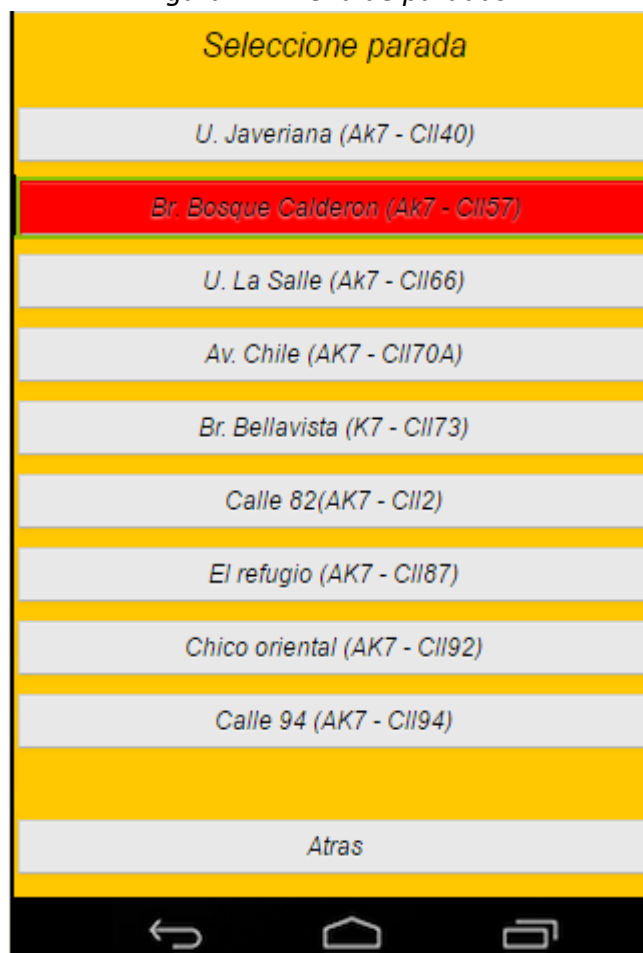 Seleccione parada
U. Javeriana (Ak7 - Cll40)
Br. Bosque Calderon (Ak7 - Cll57)
U. La Salle (Ak7 - Cll66)
Av. Chile (AK7 - Cll70A)
Br. Bellavista (K7 - Cll73)
Calle 82(AK7 - Cll2)
El refugio (AK7 - Cll87)
Chico oriental (AK7 - Cll92)
Calle 94 (AK7 - Cll94)
Atras